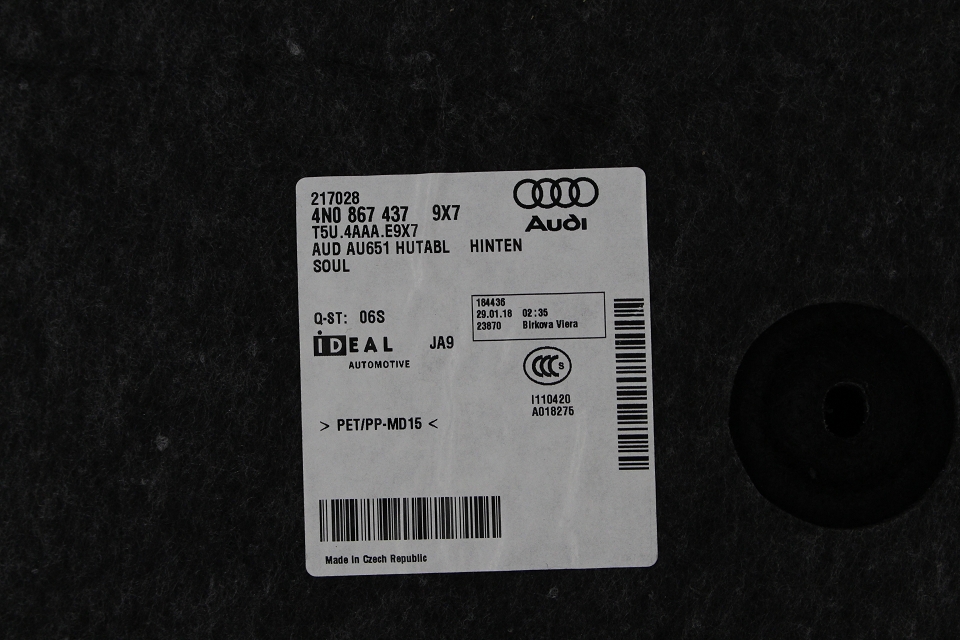 217028
4N0 867 437 9X7
T5U.4AAA.E9X7
AUD AU651 HUTABL HINTEN
SOUL
Audi
Q-ST: 06S
184436
29.01.18 02:35
23870 Birkova Viera
IDEAL JA9
AUTOMOTIVE
CCC S
I110420
A018275
> PET/PP-MD15 <
Made in Czech Republic